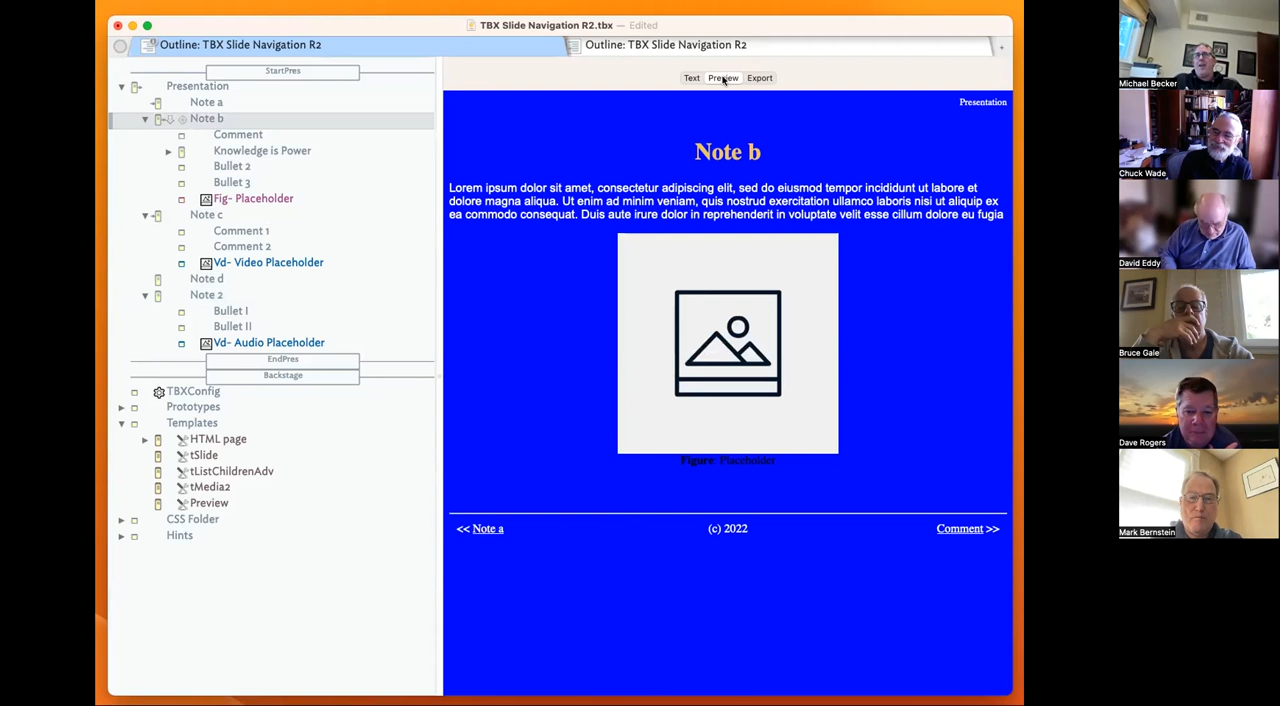 TBX Slide Navigation R2.tbx — Edited
Outline: TBX Slide Navigation R2
Outline: TBX Slide Navigation R2
+
StartPres
Presentation
Note a
Note b
Comment
Knowledge is Power
Bullet 2
Bullet 3
Fig- Placeholder
Note c
Comment 1
Comment 2
Vd- Video Placeholder
Note d
Note 2
Bullet I
Bullet II
Vd- Audio Placeholder
EndPres
Backstage
TBXConfig
Prototypes
Templates
HTML page
tSlide
tListChildrenAdv
tMedia2
Preview
CSS Folder
Hints
Text Preview Export
Presentation
Note b
Lorem ipsum dolor sit amet, consectetur adipiscing elit, sed do eiusmod tempor incididunt ut labore et
dolore magna aliqua. Ut enim ad minim veniam, quis nostrud exercitation ullamco laboris nisi ut aliquip ex
ea commodo consequat. Duis aute irure dolor in reprehenderit in voluptate velit esse cillum dolore eu fugia
Figure: Placeholder
<< Note a (c) 2022 Comment >>
Michael Becker
Chuck Wade
David Eddy
Bruce Gale
Dave Rogers
Mark Bernstein